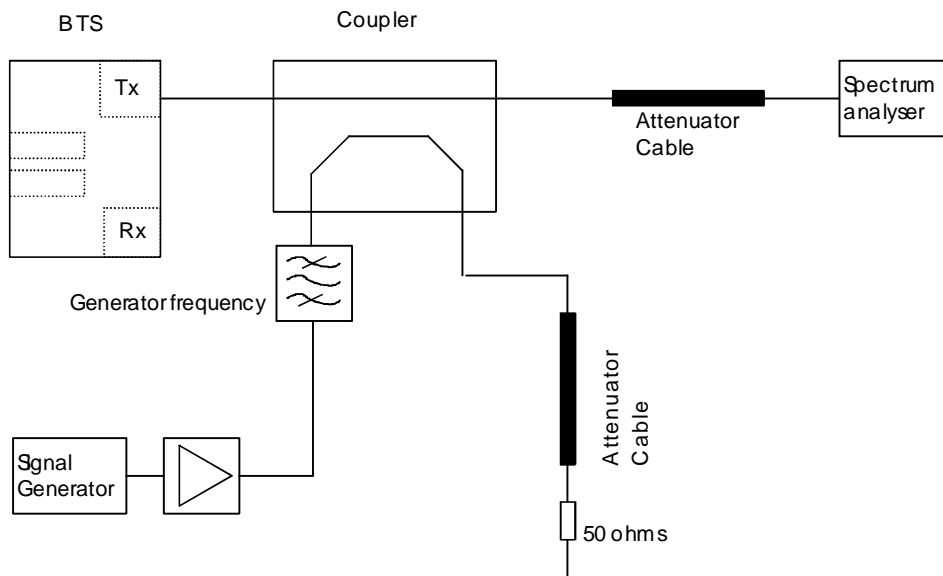 BTS
Coupler
Tx
Spectrum
analyser
Attenuator
Cable
Rx
Generator frequency
Attenuator
Cable
Signal
Generator
50 ohms